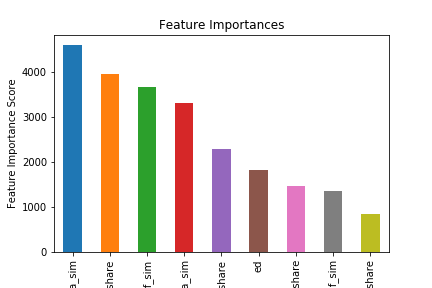 Feature Importances
Feature Importance Score
4000
3000
2000
1000
0
a_sim
share
f_sim
a_sim
share
ed
share
f_sim
share